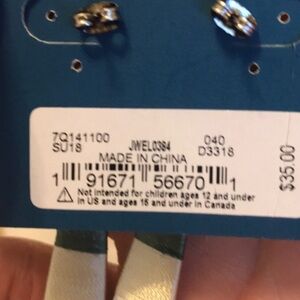 7Q141100 JWEL0384 040
SU18 MADE IN CHINA D3318
1 91671 56670 1
Not intended for children ages 12 and under
in US and ages 15 and under in Canada
$35.00